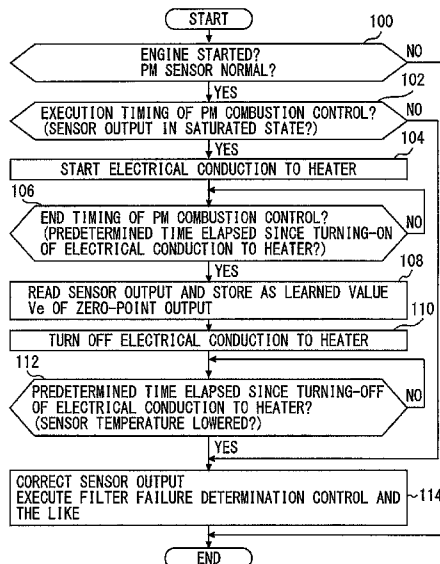 START
100
ENGINE STARTED?
PM SENSOR NORMAL?
NO
YES
102
EXECUTION TIMING OF PM COMBUSTION CONTROL?
(SENSOR OUTPUT IN SATURATED STATE?)
NO
YES
104
START ELECTRICAL CONDUCTION TO HEATER
106
END TIMING OF PM COMBUSTION CONTROL?
(PREDETERMINED TIME ELAPSED SINCE TURNING-ON
OF ELECTRICAL CONDUCTION TO HEATER?)
NO
YES
108
READ SENSOR OUTPUT AND STORE AS LEARNED VALUE
Ve OF ZERO-POINT OUTPUT
110
TURN OFF ELECTRICAL CONDUCTION TO HEATER
112
PREDETERMINED TIME ELAPSED SINCE TURNING-OFF
OF ELECTRICAL CONDUCTION TO HEATER?
(SENSOR TEMPERATURE LOWERED?)
NO
YES
CORRECT SENSOR OUTPUT
EXECUTE FILTER FAILURE DETERMINATION CONTROL AND
THE LIKE
114
END